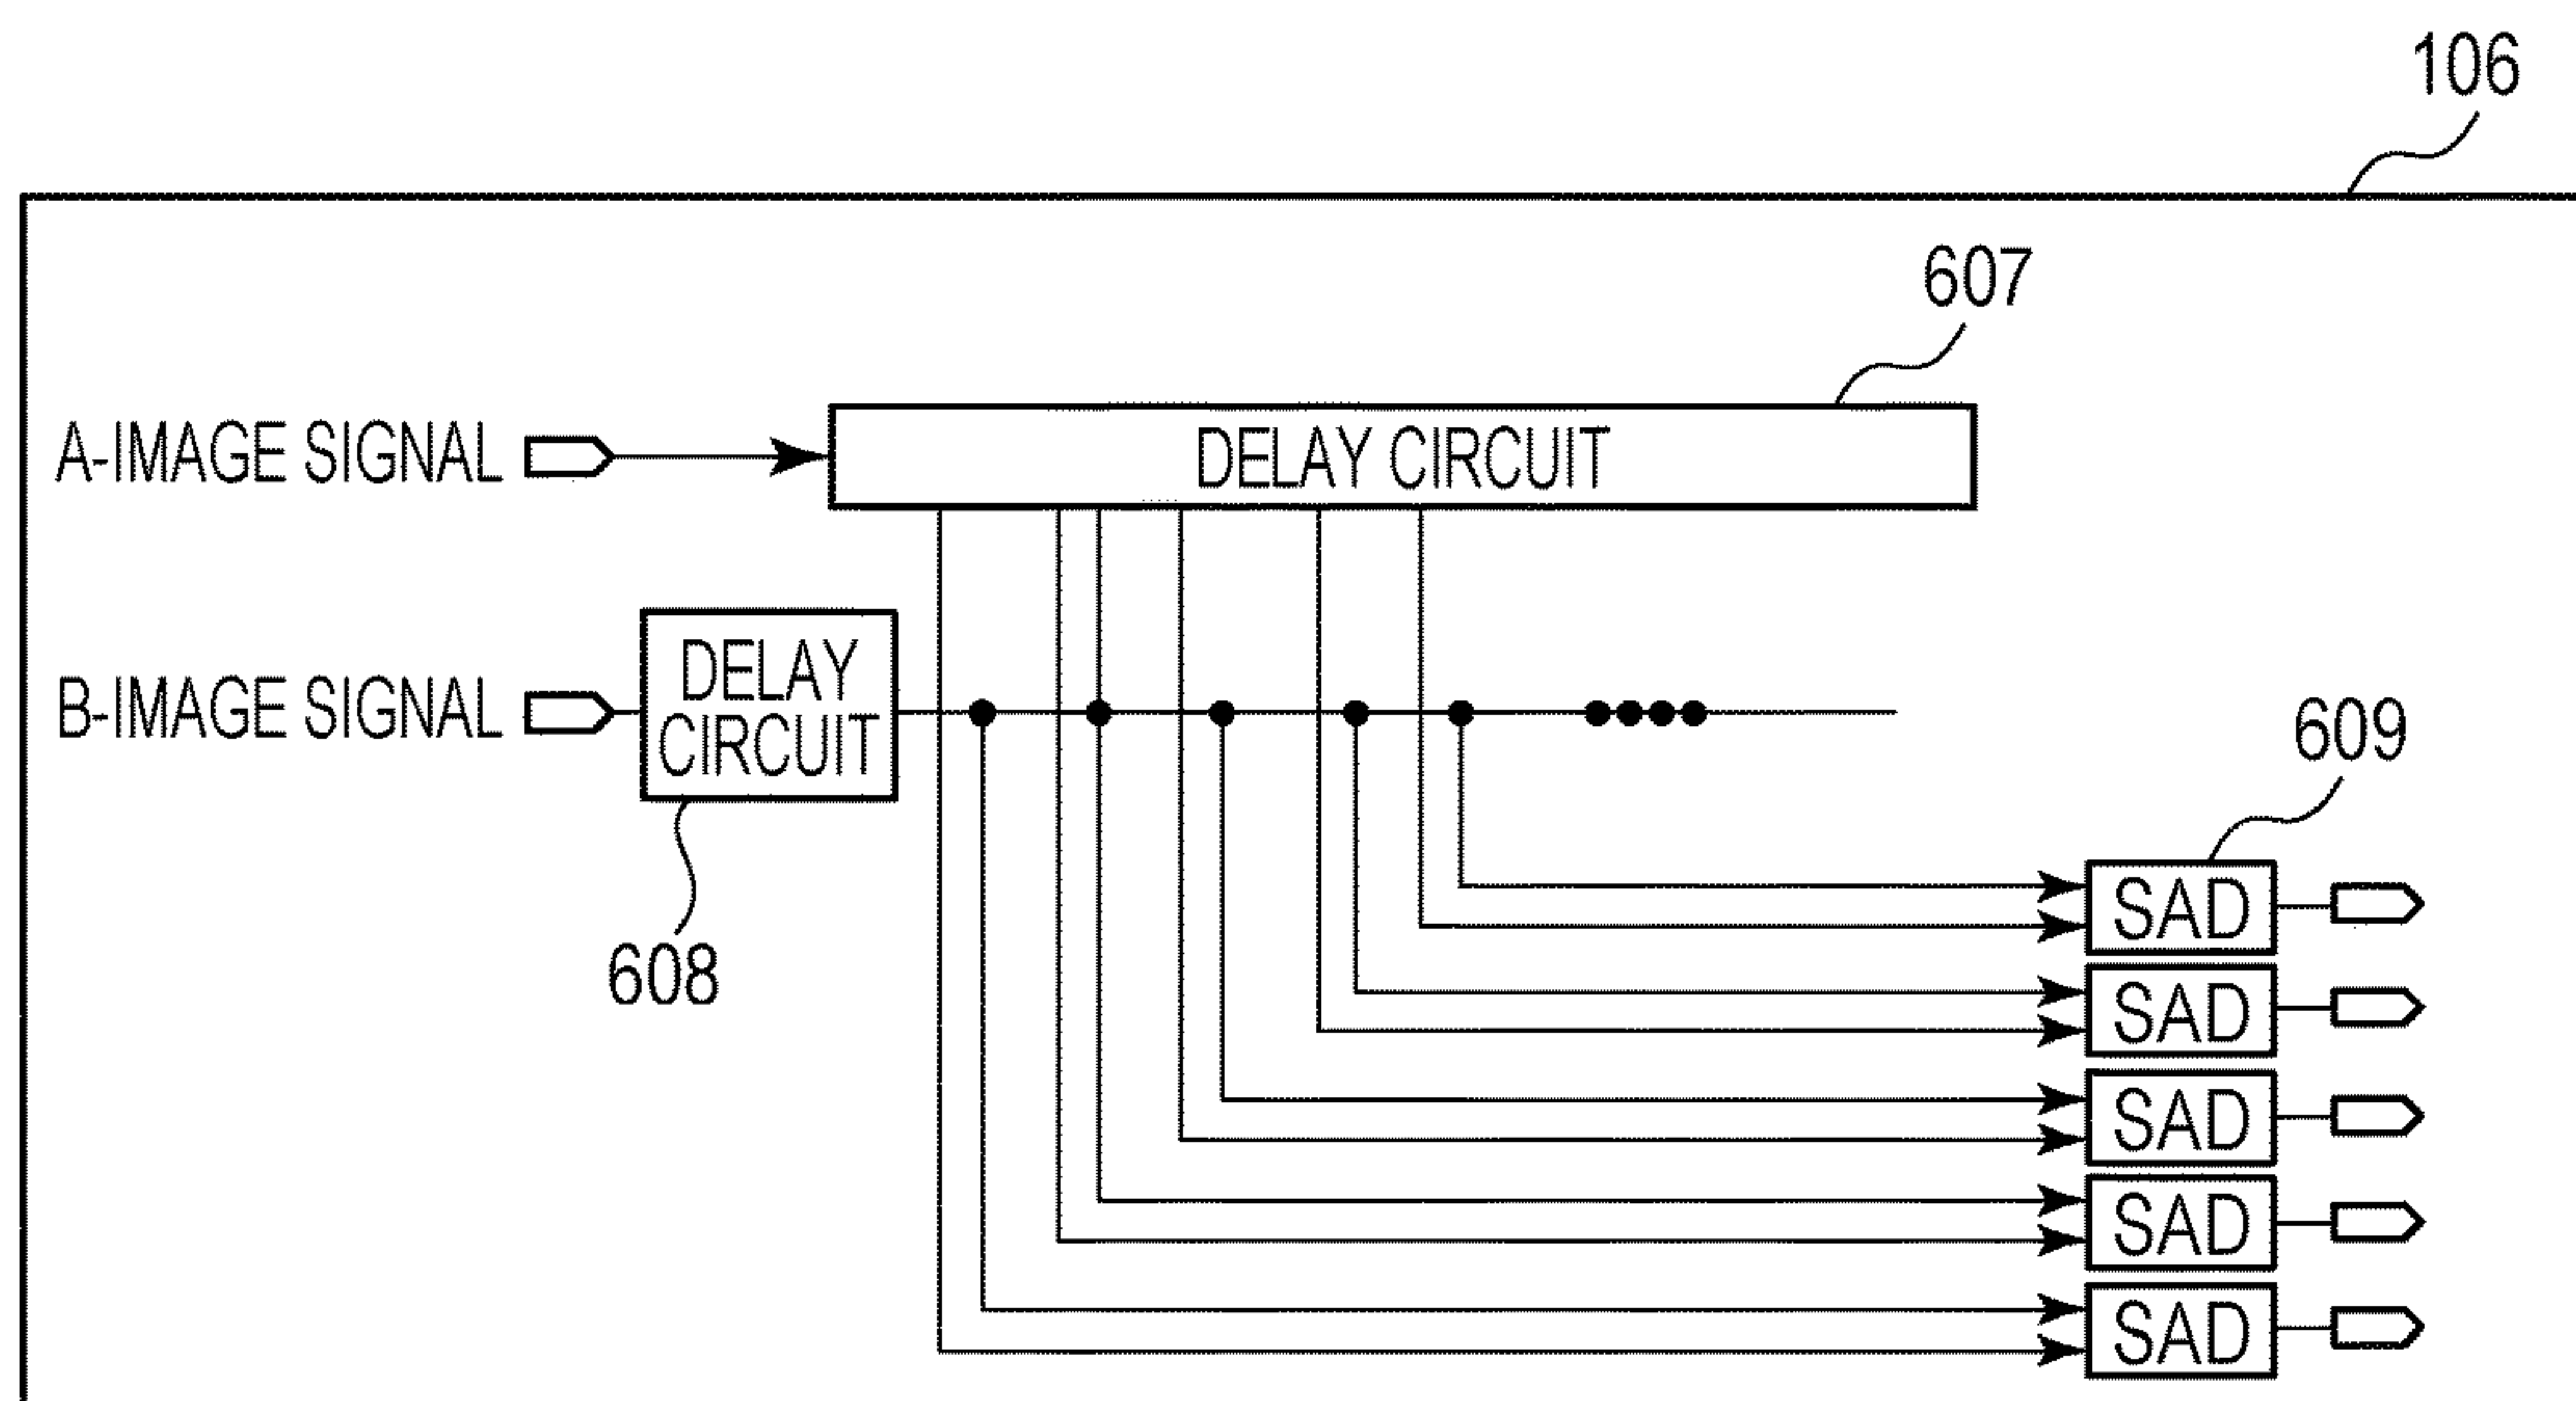 106
607
A-IMAGE SIGNAL
DELAY CIRCUIT
B-IMAGE SIGNAL
DELAY
CIRCUIT
609
608
SAD
SAD
SAD
SAD
SAD